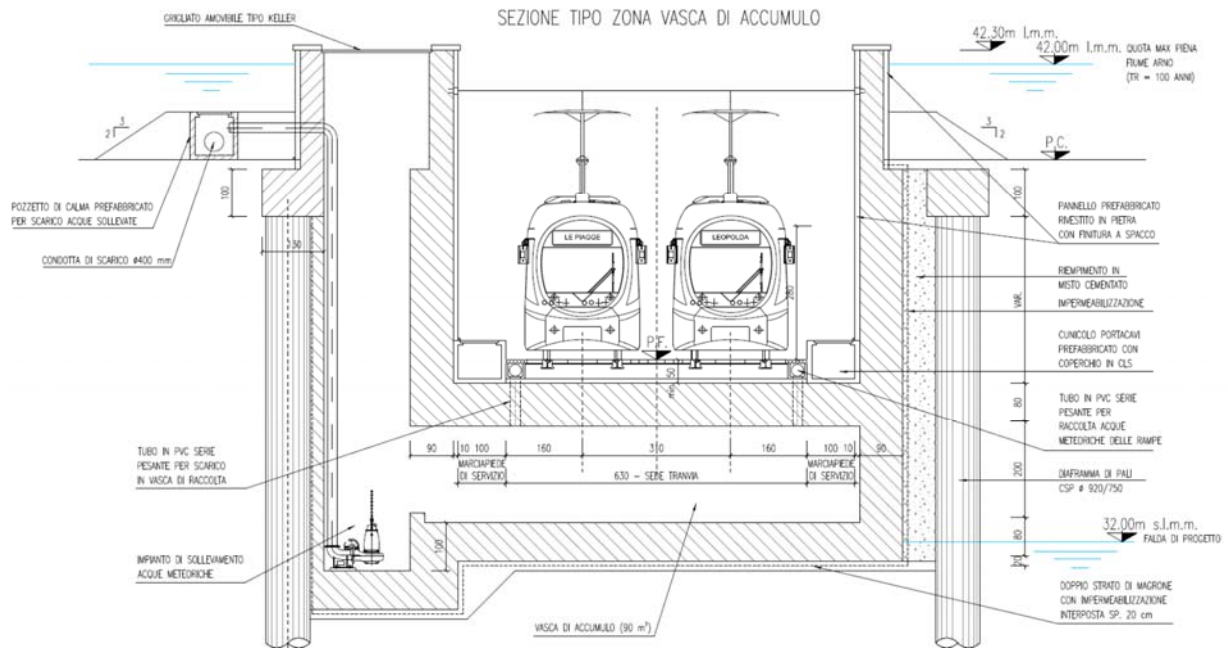 SEZIONE TIPO ZONA VASCA DI ACCUMULO
GRIGLIATO AMOVIBILE TIPO KELLER
42.30m l.m.m.
42.00m l.m.m. QUOTA MAX PIENA
FIUME ARNO
(TR = 100 ANNI)
3
2
3
2
P.C.
100
100
POZZETTO DI CALMA PREFABBRICATO
PER SCARICO ACQUE SOLLEVATE
130
CONDOTTA DI SCARICO Ø400 mm
LE PIAGGE
LEOPOLDA
280
P.F.
min. 50
PANNELLO PREFABBRICATO
RIVESTITO IN PIETRA
CON FINITURA A SPACCO
RIEMPIMENTO IN
MISTO CEMENTATO
VAR.
IMPERMEABILIZZAZIONE
CUNICOLO PORTACAVI
PREFABBRICATO CON
COPERCHIO IN CLS
80
TUBO IN PVC SERIE
PESANTE PER
RACCOLTA ACQUE
METEORICHE DELLE RAMPE
90 10 100 160 310 160 100 10 90
MARCIAPIEDE
DI SERVIZIO
630 - SEDE TRANVIA
MARCIAPIEDE
DI SERVIZIO
TUBO IN PVC SERIE
PESANTE PER SCARICO
IN VASCA DI RACCOLTA
200
DIAFRAMMA DI PALI
CSP Ø 920/750
32.00m s.l.m.m.
FALDA DI PROGETTO
100
80
20
IMPIANTO DI SOLLEVAMENTO
ACQUE METEORICHE
DOPPIO STRATO DI MAGRONE
CON IMPERMEABILIZZAZIONE
INTERPOSTA SP. 20 cm
VASCA DI ACCUMULO (90 m³)